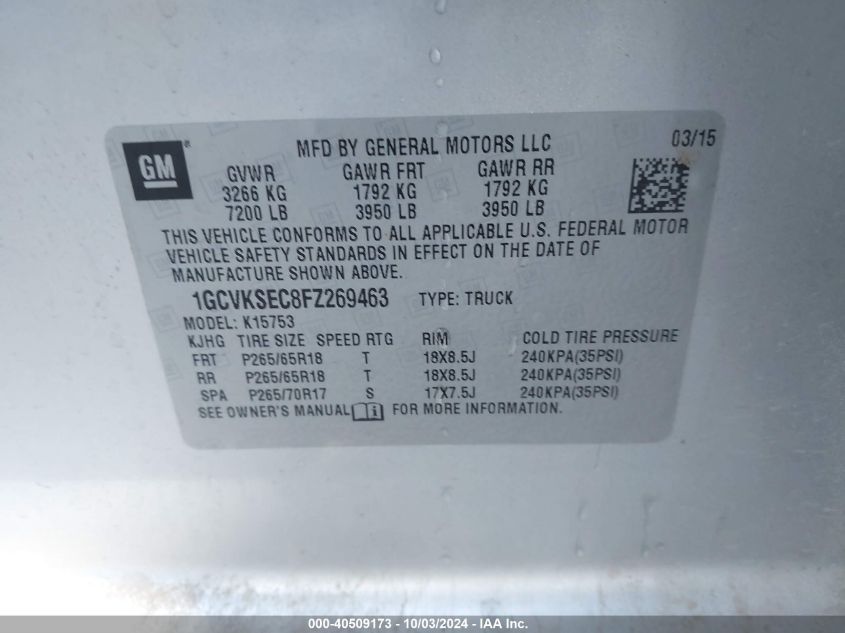 GM ®
MFD BY GENERAL MOTORS LLC 03/15
GVWR GAWR FRT GAWR RR
3266 KG 1792 KG 1792 KG
7200 LB 3950 LB 3950 LB
THIS VEHICLE CONFORMS TO ALL APPLICABLE U.S. FEDERAL MOTOR
VEHICLE SAFETY STANDARDS IN EFFECT ON THE DATE OF
MANUFACTURE SHOWN ABOVE.
1GCVKSEC8FZ269463 TYPE: TRUCK
MODEL: K15753
KJHG TIRE SIZE SPEED RTG RIM COLD TIRE PRESSURE
FRT P265/65R18 T 18X8.5J 240KPA(35PSI)
RR P265/65R18 T 18X8.5J 240KPA(35PSI)
SPA P265/70R17 S 17X7.5J 240KPA(35PSI)
SEE OWNER'S MANUAL i FOR MORE INFORMATION.
000-40509173 - 10/03/2024 - IAA Inc.